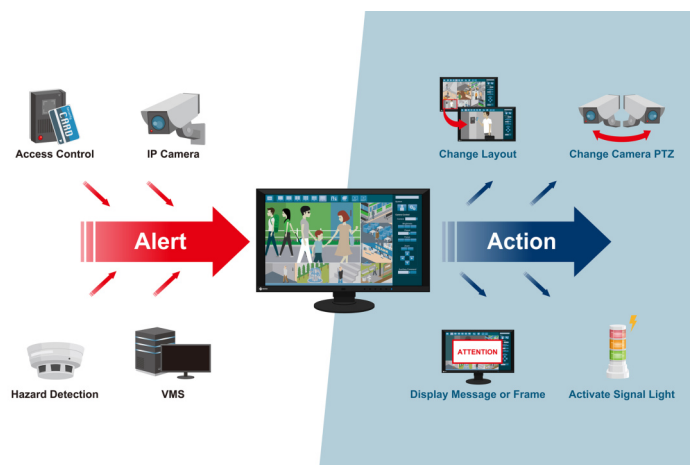 CARD
Access Control
IP Camera
Change Layout
Change Camera PTZ
Alert
Action
ATTENTION
Hazard Detection
VMS
Display Message or Frame
Activate Signal Light